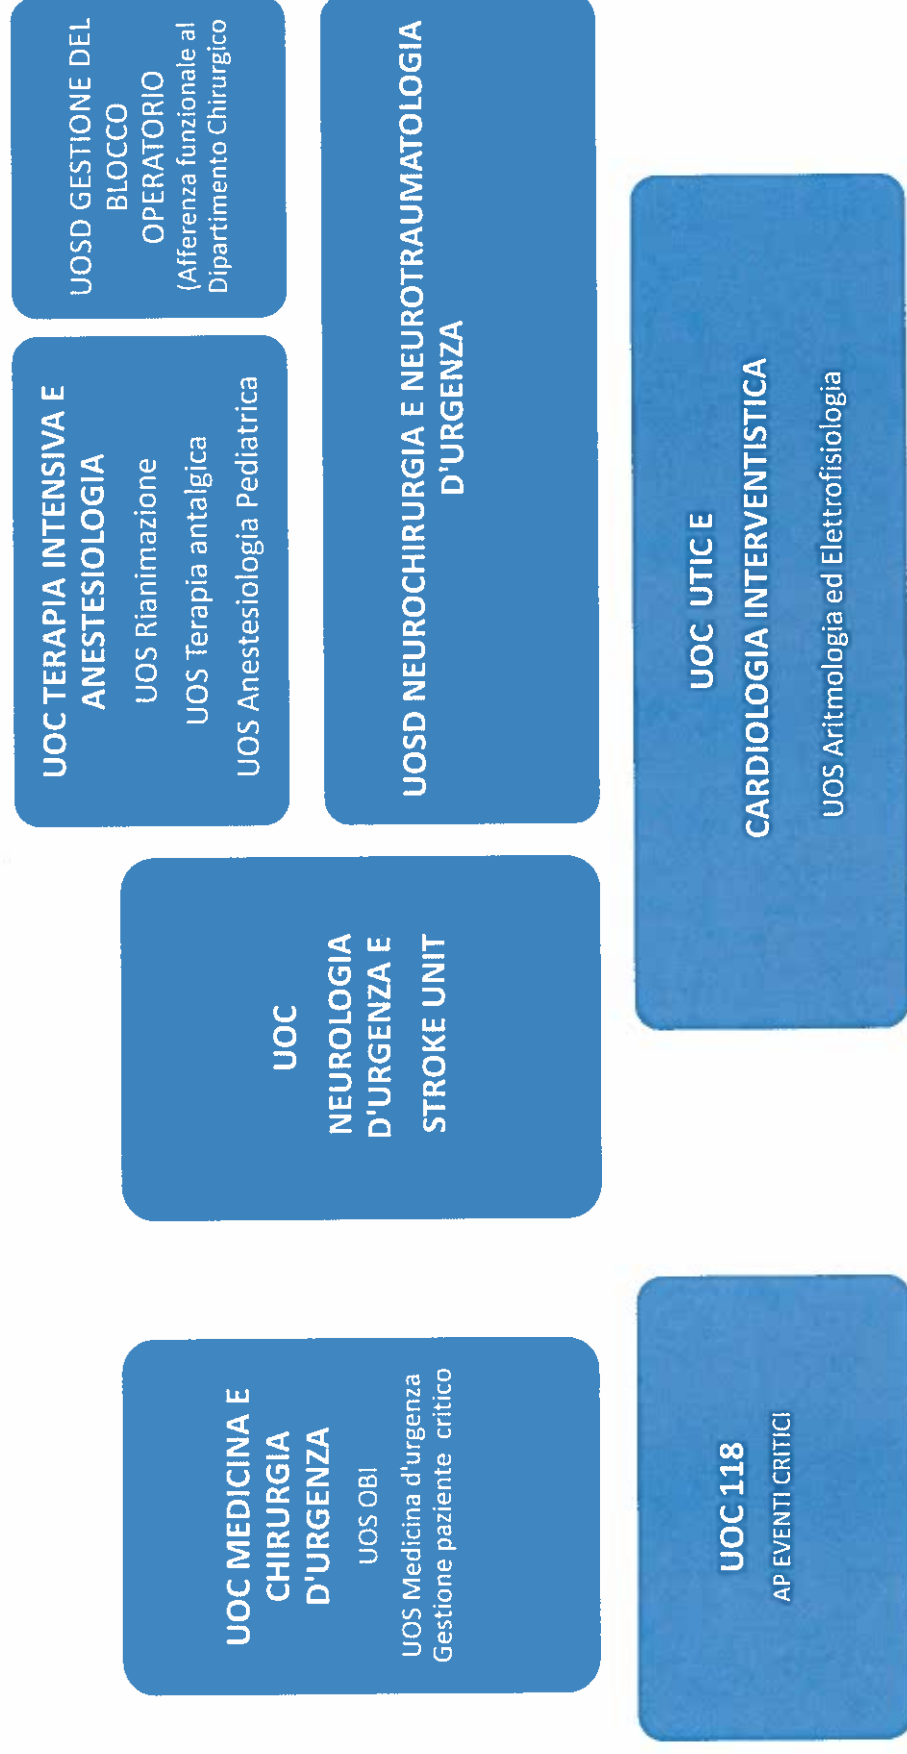 UOC MEDICINA E
CHIRURGIA
D'URGENZA
UOS OBI
UOS Medicina d'urgenza
Gestione paziente critico
UOC
NEUROLOGIA
D'URGENZA E
STROKE UNIT
UOC TERAPIA INTENSIVA E
ANESTESIOLOGIA
UOS Rianimazione
UOS Terapia antalgica
UOS Anestesiologia Pediatrica
UOSD GESTIONE DEL
BLOCCO
OPERATORIO
(Afferenza funzionale al
Dipartimento Chirurgico
UOSD NEUROCHIRURGIA E NEUROTRAUMATOLOGIA
D'URGENZA
UOC 118
AP EVENTI CRITICI
UOC UTIC E
CARDIOLOGIA INTERVENTISTICA
UOS Aritmologia ed Elettrofisiologia